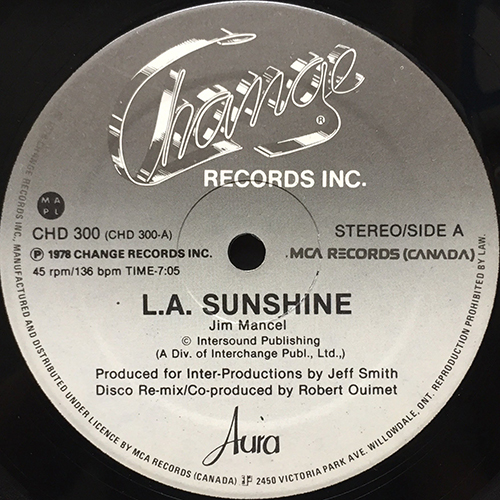 Change ®
RECORDS INC.
M A
P L
CHD 300 (CHD 300-A)
STEREO/SIDE A
Ⓟ 1978 CHANGE RECORDS INC.
MCA RECORDS (CANADA)
45 rpm/136 bpm TIME-7:05
L.A. SUNSHINE
Jim Mancel
© Intersound Publishing
(A Div. of Interchange Publ., Ltd.,)
Produced for Inter-Productions by Jeff Smith
Disco Re-mix/Co-produced by Robert Ouimet
Aura
CHANGE RECORDS INC., MANUFACTURED AND DISTRIBUTED UNDER LICENCE BY MCA RECORDS (CANADA) 2450 VICTORIA PARK AVE. WILLOWDALE, ONT. REPRODUCTION PROHIBITED BY LAW.